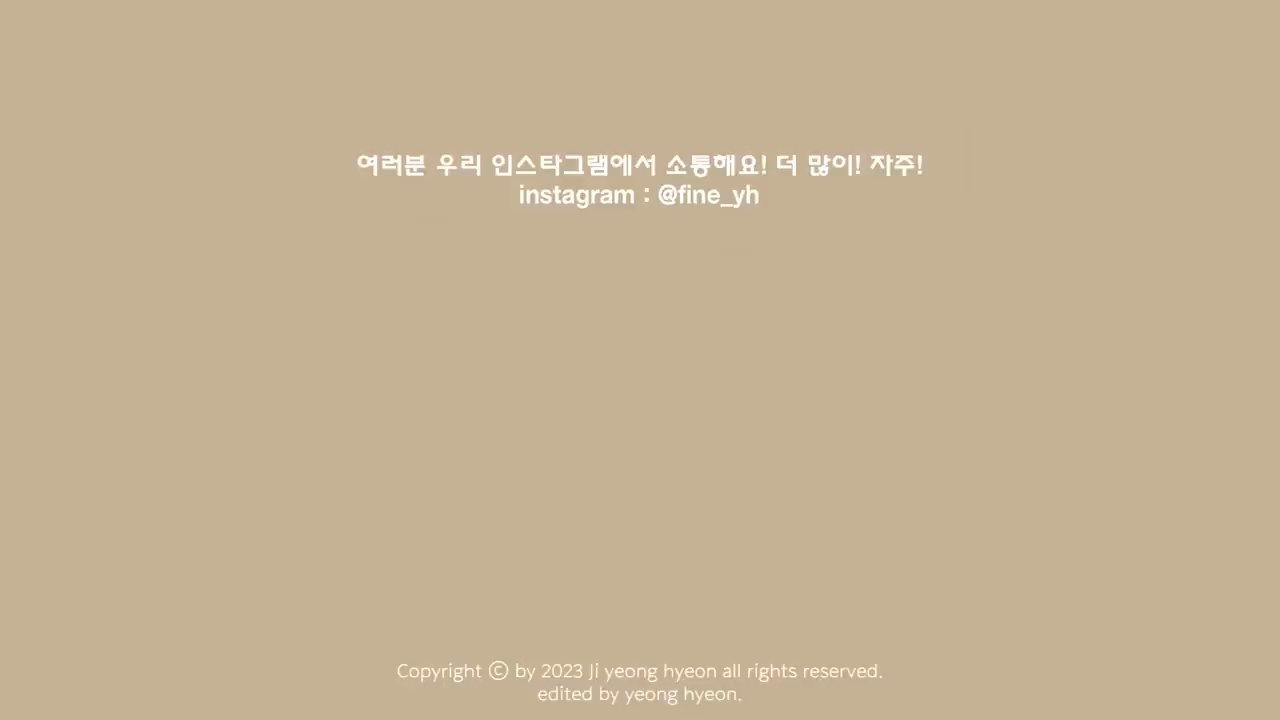 여러분 우리 인스타그램에서 소통해요! 더 많이! 자주!
instagram : @fine_yh
Copyright ⓒ by 2023 Ji yeong hyeon all rights reserved.
edited by yeong hyeon.